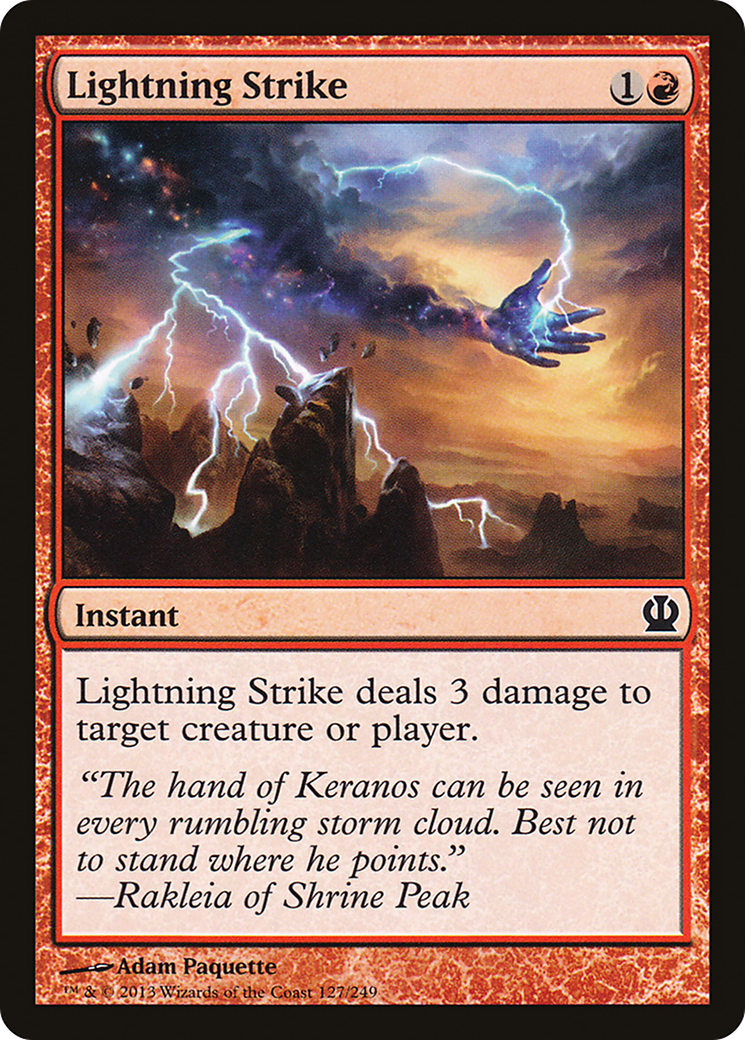 Lightning Strike 1
Instant
Lightning Strike deals 3 damage to
target creature or player.
“The hand of Keranos can be seen in
every rumbling storm cloud. Best not
to stand where he points.”
—Rakleia of Shrine Peak
Adam Paquette
™ & © 2013 Wizards of the Coast 127/249